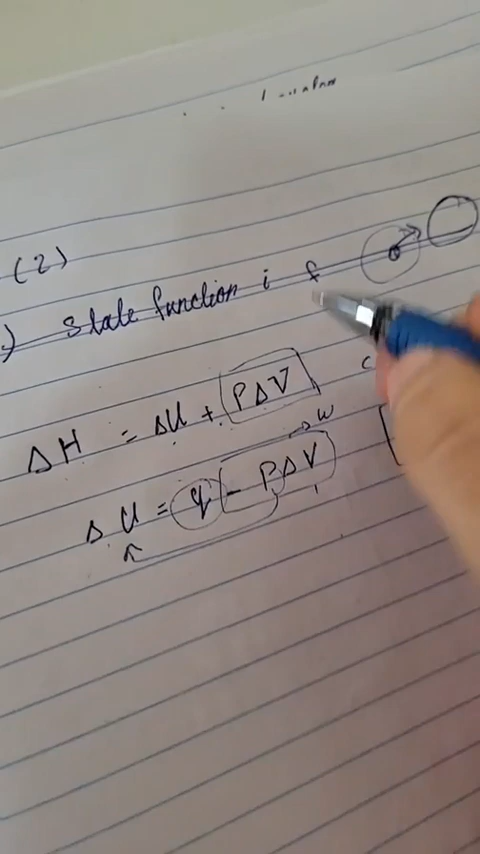 (2)
State function i f
ΔH = ΔU + PΔV
→ W
ΔU = q - PΔV